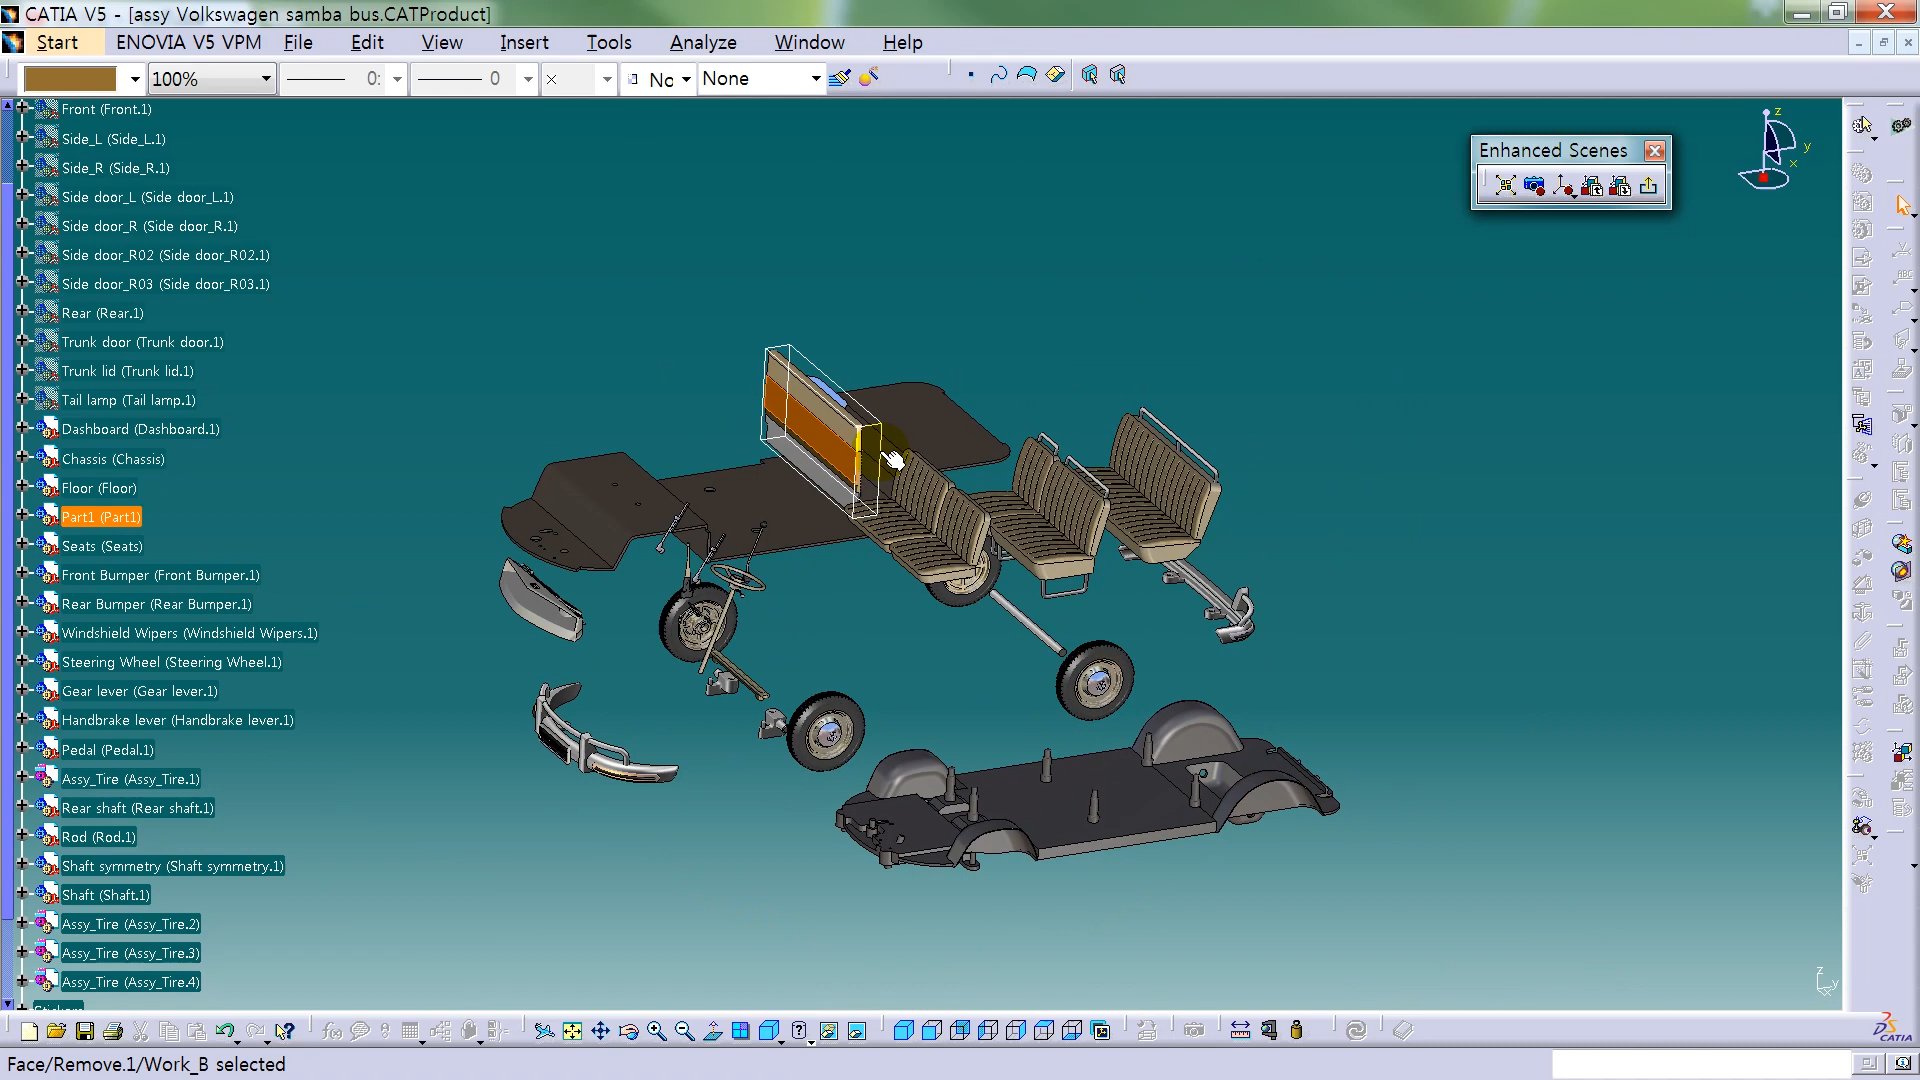 CATIA V5 - [assy Volkswagen samba bus.CATProduct]
Start ENOVIA V5 VPM File Edit View Insert Tools Analyze Window Help
100% 0: 0 × No None
Front (Front.1)
Side_L (Side_L.1)
Side_R (Side_R.1)
Side door_L (Side door_L.1)
Side door_R (Side door_R.1)
Side door_R02 (Side door_R02.1)
Side door_R03 (Side door_R03.1)
Rear (Rear.1)
Trunk door (Trunk door.1)
Trunk lid (Trunk lid.1)
Tail lamp (Tail lamp.1)
Dashboard (Dashboard.1)
Chassis (Chassis)
Floor (Floor)
Part1 (Part1)
Seats (Seats)
Front Bumper (Front Bumper.1)
Rear Bumper (Rear Bumper.1)
Windshield Wipers (Windshield Wipers.1)
Steering Wheel (Steering Wheel.1)
Gear lever (Gear lever.1)
Handbrake lever (Handbrake lever.1)
Pedal (Pedal.1)
Assy_Tire (Assy_Tire.1)
Rear shaft (Rear shaft.1)
Rod (Rod.1)
Shaft symmetry (Shaft symmetry.1)
Shaft (Shaft.1)
Assy_Tire (Assy_Tire.2)
Assy_Tire (Assy_Tire.3)
Assy_Tire (Assy_Tire.4)
Enhanced Scenes
z
y
x
z
y
CATIA
Face/Remove.1/Work_B selected